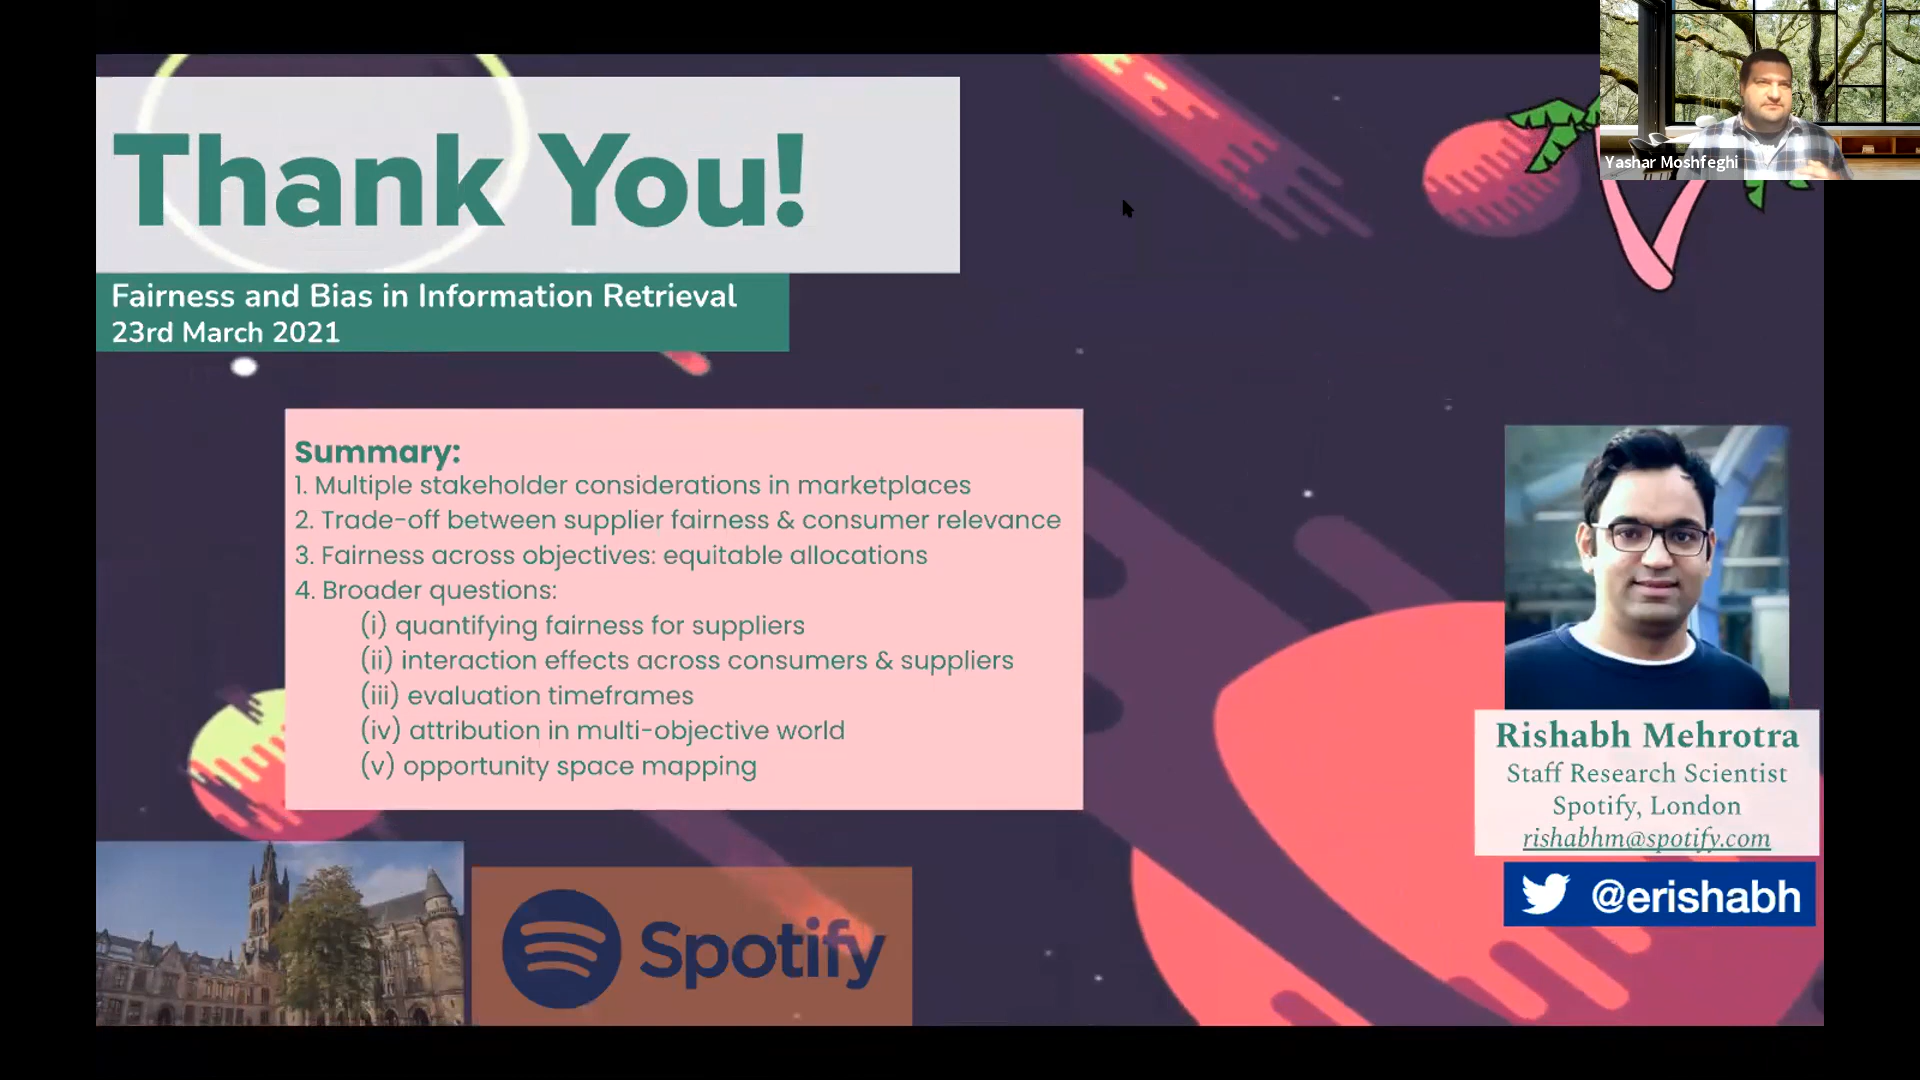 Thank You!
Fairness and Bias in Information Retrieval
23rd March 2021
Summary:
1. Multiple stakeholder considerations in marketplaces
2. Trade-off between supplier fairness & consumer relevance
3. Fairness across objectives: equitable allocations
4. Broader questions:
(i) quantifying fairness for suppliers
(ii) interaction effects across consumers & suppliers
(iii) evaluation timeframes
(iv) attribution in multi-objective world
(v) opportunity space mapping
Spotify
Yashar Moshfeghi
Rishabh Mehrotra
Staff Research Scientist
Spotify, London
rishabhm@spotify.com
@erishabh